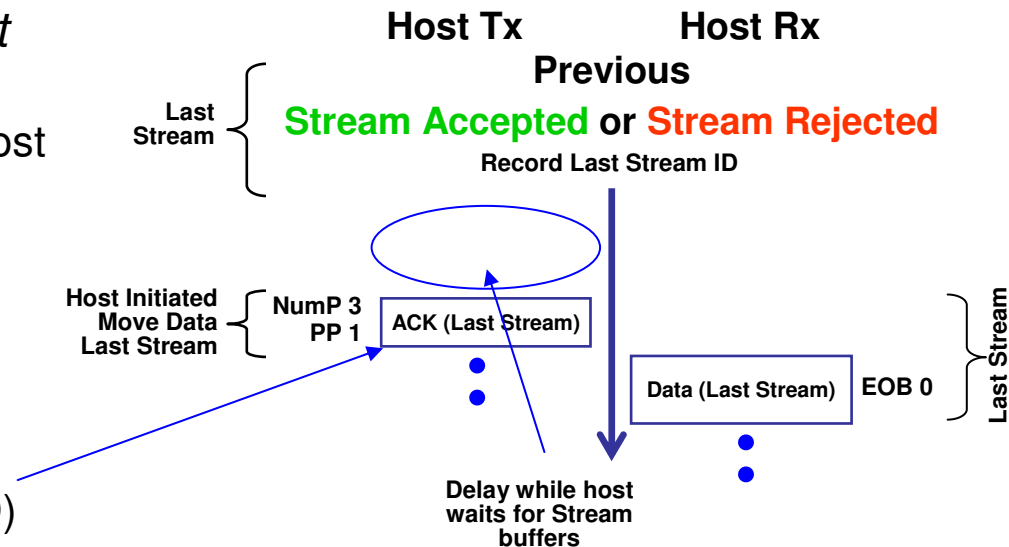 t
Host Tx Host Rx
Previous
Last
Stream
Stream Accepted or Stream Rejected
ost
Record Last Stream ID
Host Initiated
Move Data
Last Stream
NumP 3
PP 1
ACK (Last Stream)
Data (Last Stream)
EOB 0
Last Stream
Delay while host
waits for Stream
buffers
)